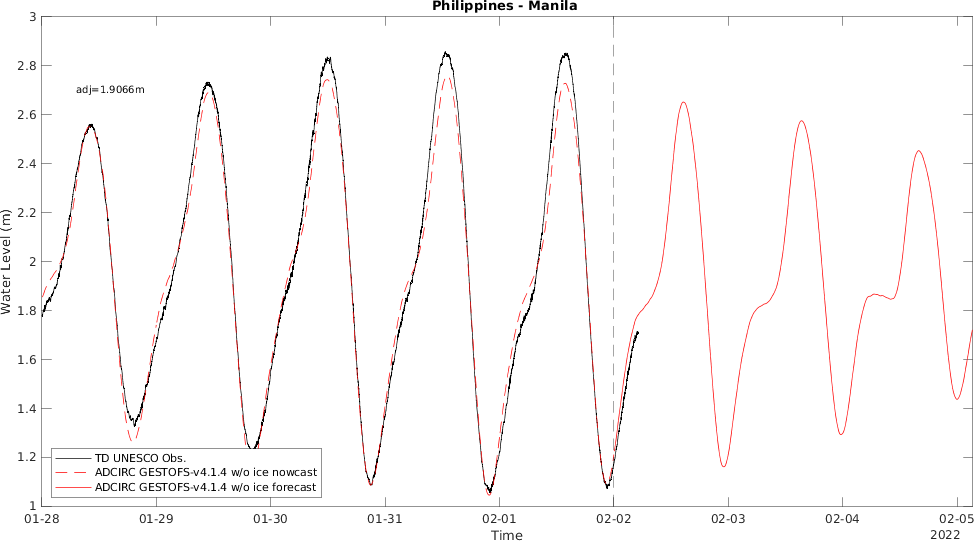 Philippines - Manila
3
2.8
2.6
2.4
2.2
2
1.8
1.6
1.4
1.2
1
Water Level (m)
adj=1.9066m
TD UNESCO Obs.
ADCIRC GESTOFS-v4.1.4 w/o ice nowcast
ADCIRC GESTOFS-v4.1.4 w/o ice forecast
01-28 01-29 01-30 01-31 02-01 02-02 02-03 02-04 02-05
Time 2022